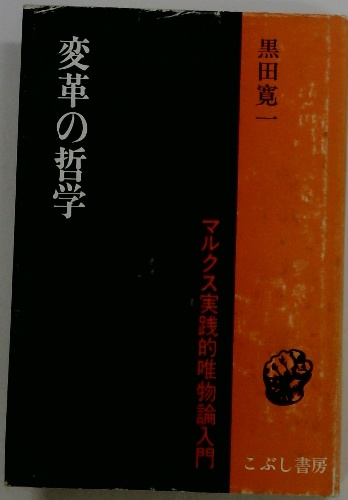 黒田寛一
変革の哲学
マルクス実践的唯物論入門
こぶし書房